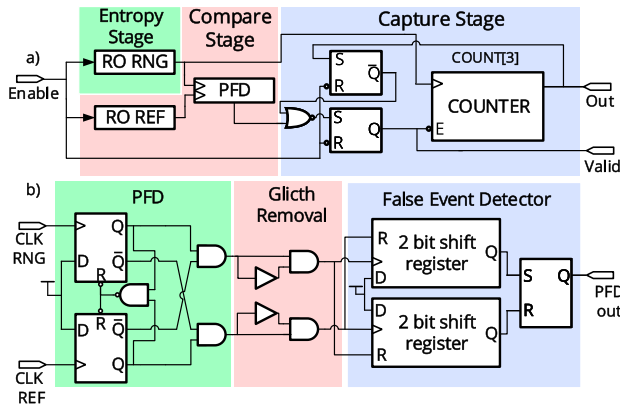 Entropy
Stage
Compare
Stage
Capture Stage
a)
RO RNG
S
Q
R
COUNT[3]
Enable
PFD
COUNTER
Out
RO REF
S
Q
R
E
Valid
b)
PFD
Glicth
Removal
False Event Detector
CLK
RNG
Q
D
Q
R
R
2 bit shift
register
Q
D
S
Q
R
PFD
out
R
D
Q
Q
D
2 bit shift
register
Q
R
CLK
REF